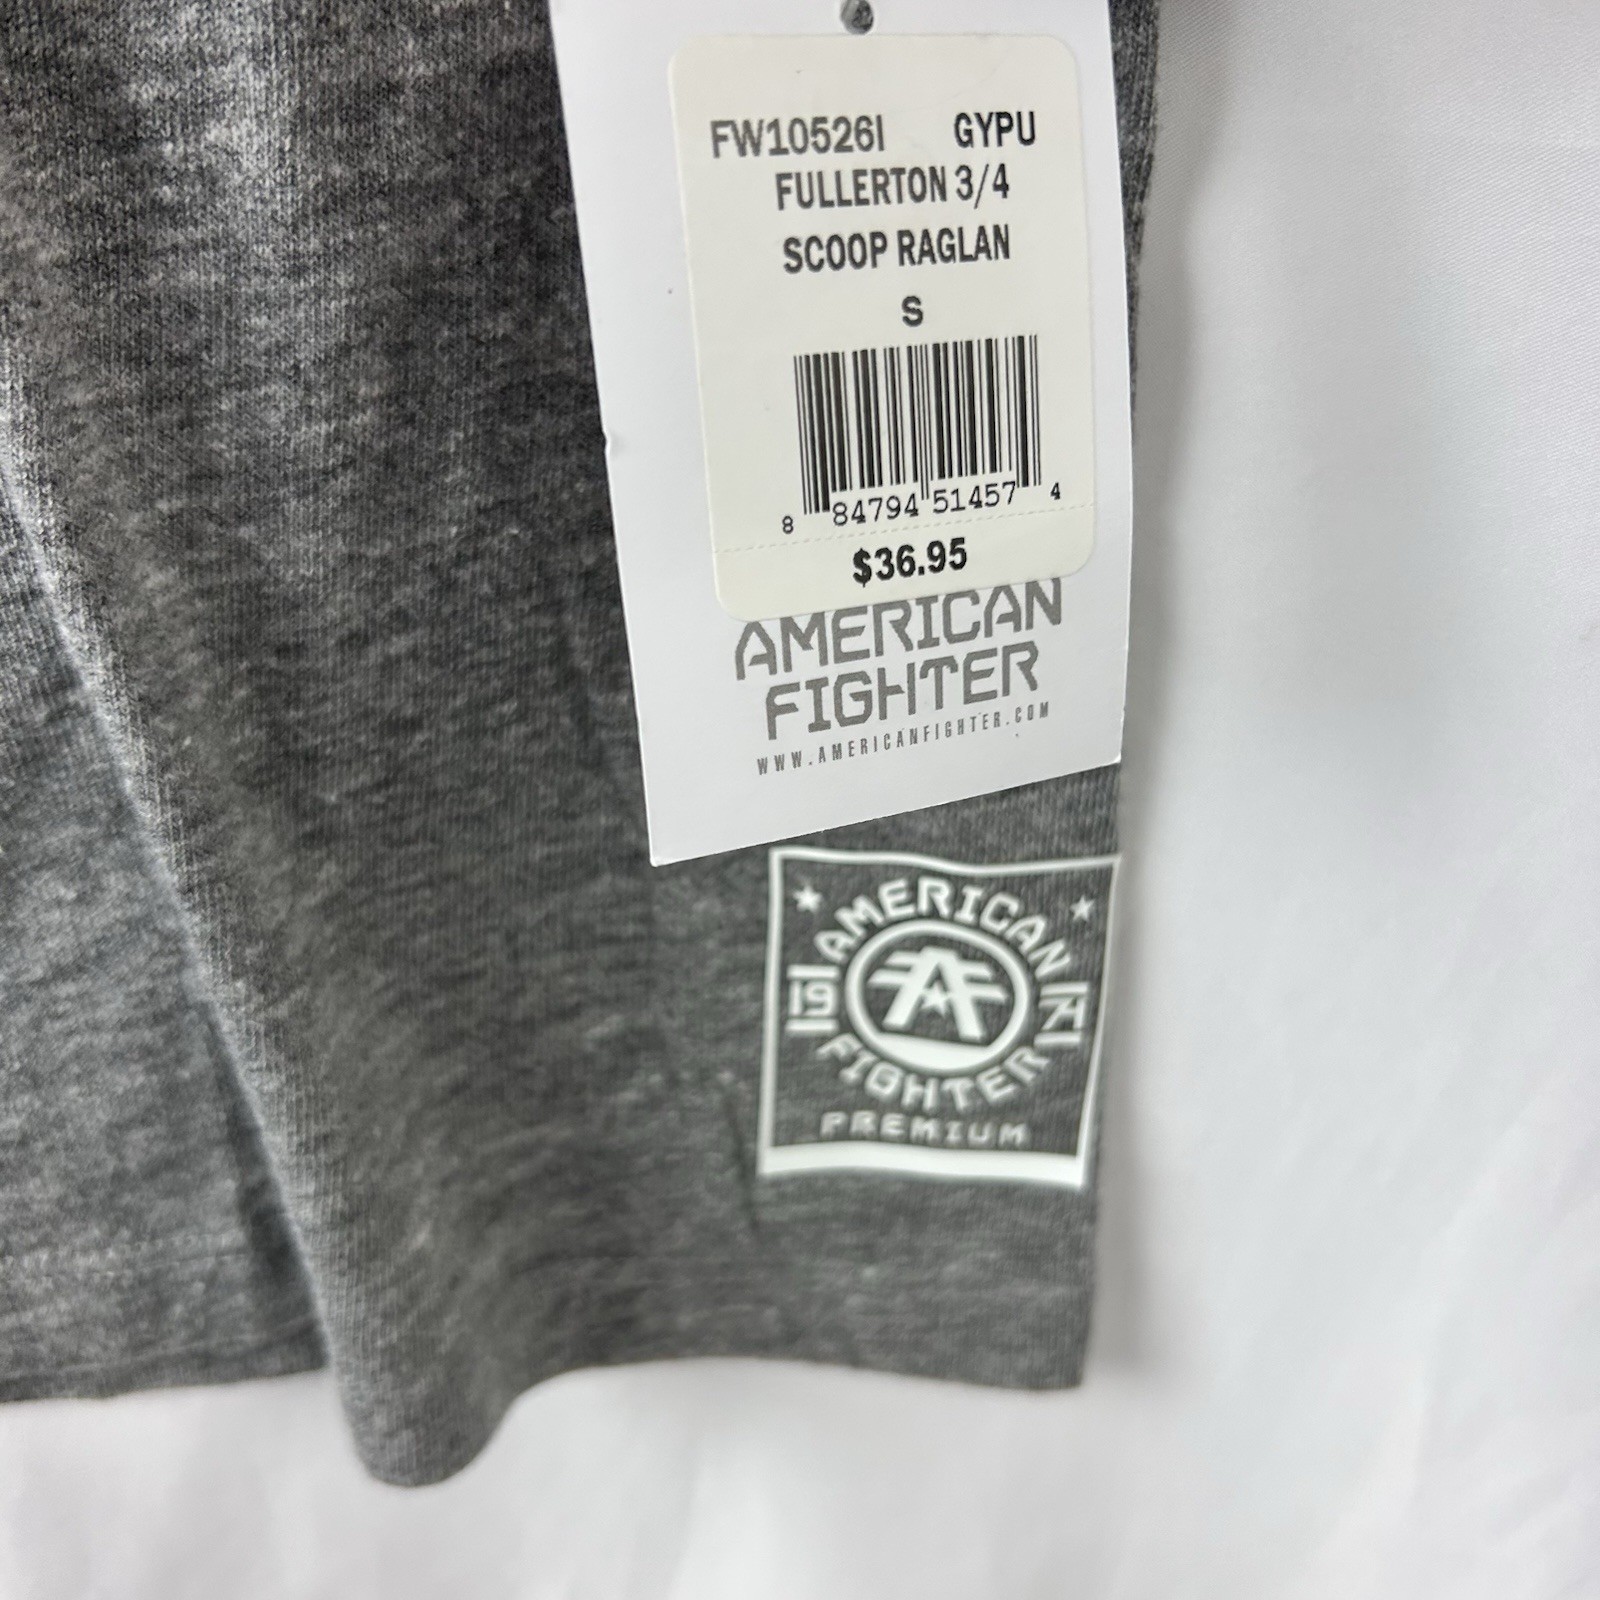 FW10526I GYPU
FULLERTON 3/4
SCOOP RAGLAN
S
8 84794 51457 4
$36.95
AMERICAN
FIGHTER
WWW.AMERICANFIGHTER.COM
AMERICAN
19
AF
FIGHTER
PREMIUM